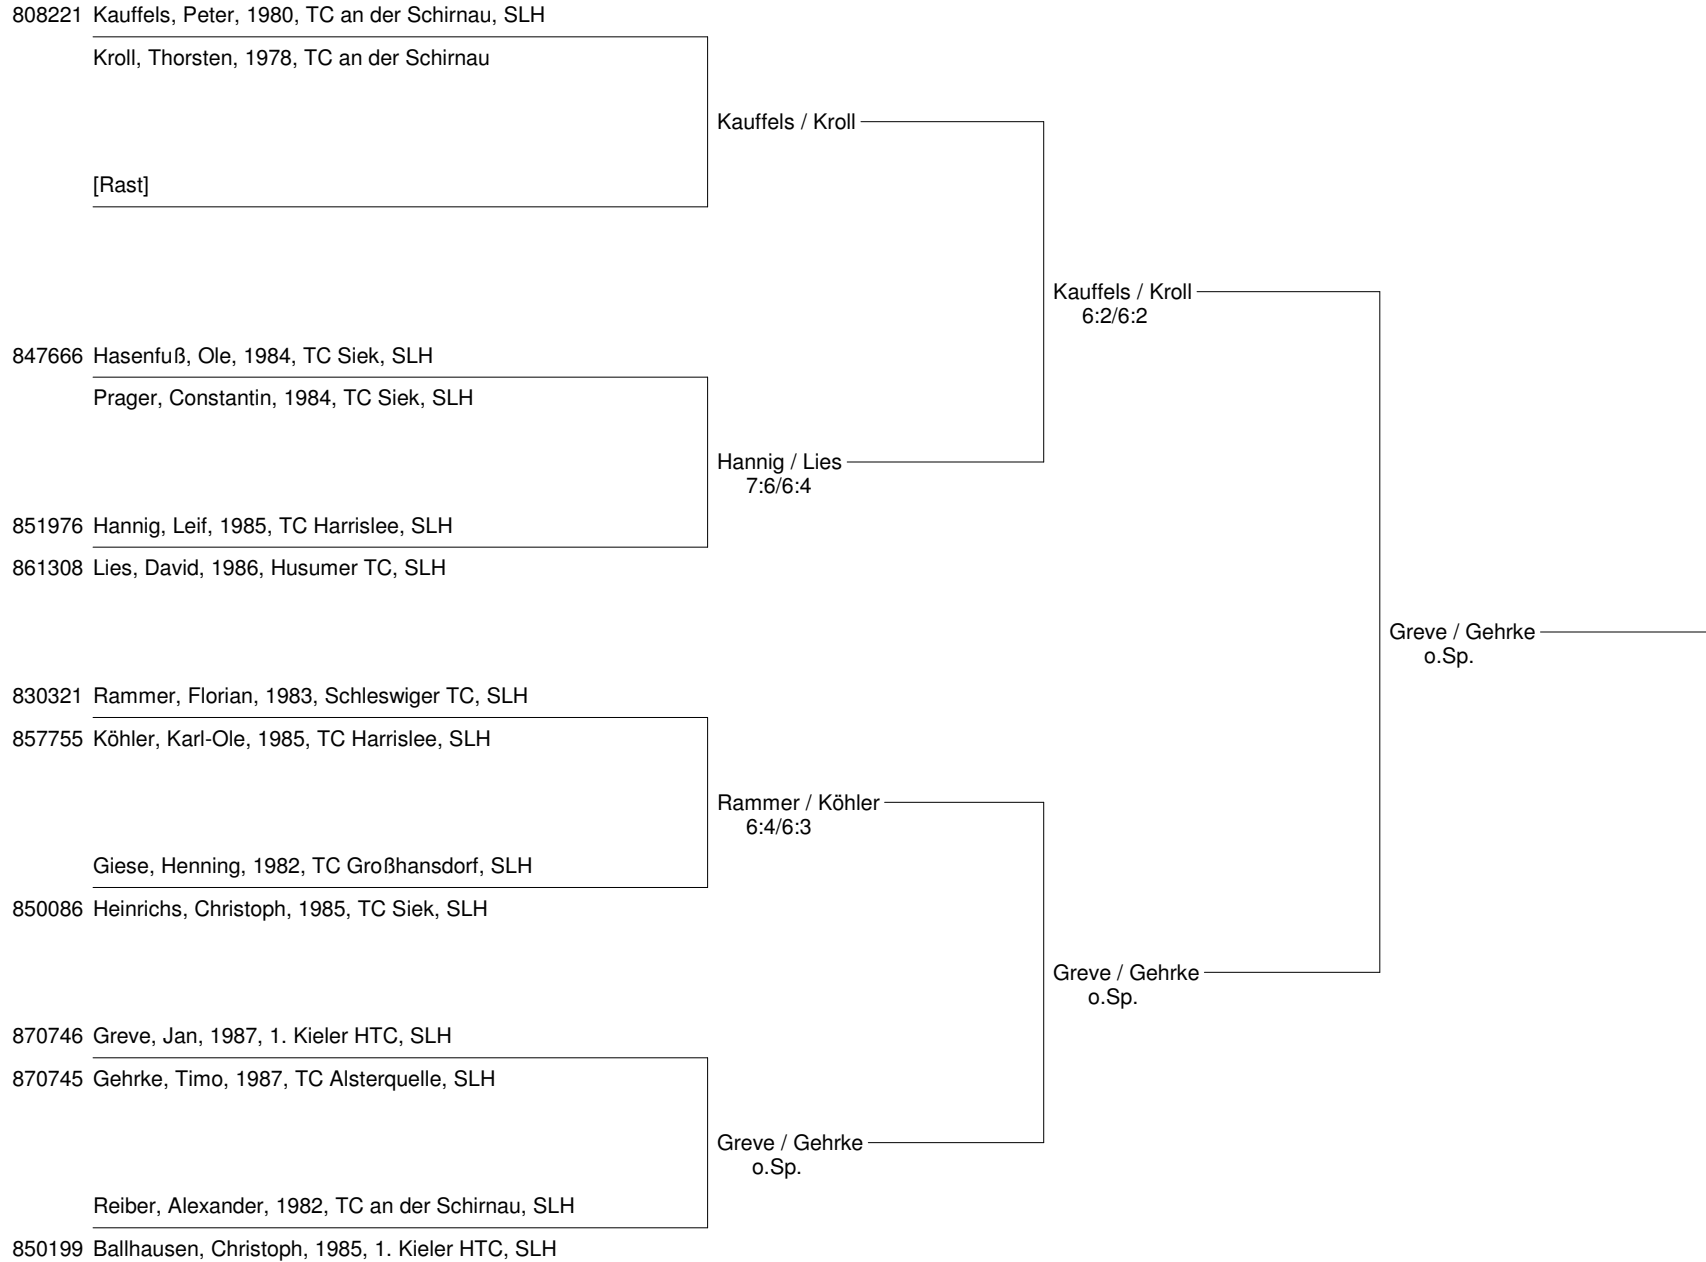 808221 Kauffels, Peter, 1980, TC an der Schirnau, SLH
Kroll, Thorsten, 1978, TC an der Schirnau
Kauffels / Kroll
[Rast]
Kauffels / Kroll
6:2/6:2
847666 Hasenfuß, Ole, 1984, TC Siek, SLH
Prager, Constantin, 1984, TC Siek, SLH
Hannig / Lies
7:6/6:4
851976 Hannig, Leif, 1985, TC Harrislee, SLH
861308 Lies, David, 1986, Husumer TC, SLH
Greve / Gehrke
o.Sp.
830321 Rammer, Florian, 1983, Schleswiger TC, SLH
857755 Köhler, Karl-Ole, 1985, TC Harrislee, SLH
Rammer / Köhler
6:4/6:3
Giese, Henning, 1982, TC Großhansdorf, SLH
850086 Heinrichs, Christoph, 1985, TC Siek, SLH
Greve / Gehrke
o.Sp.
870746 Greve, Jan, 1987, 1. Kieler HTC, SLH
870745 Gehrke, Timo, 1987, TC Alsterquelle, SLH
Greve / Gehrke
o.Sp.
Reiber, Alexander, 1982, TC an der Schirnau, SLH
850199 Ballhausen, Christoph, 1985, 1. Kieler HTC, SLH